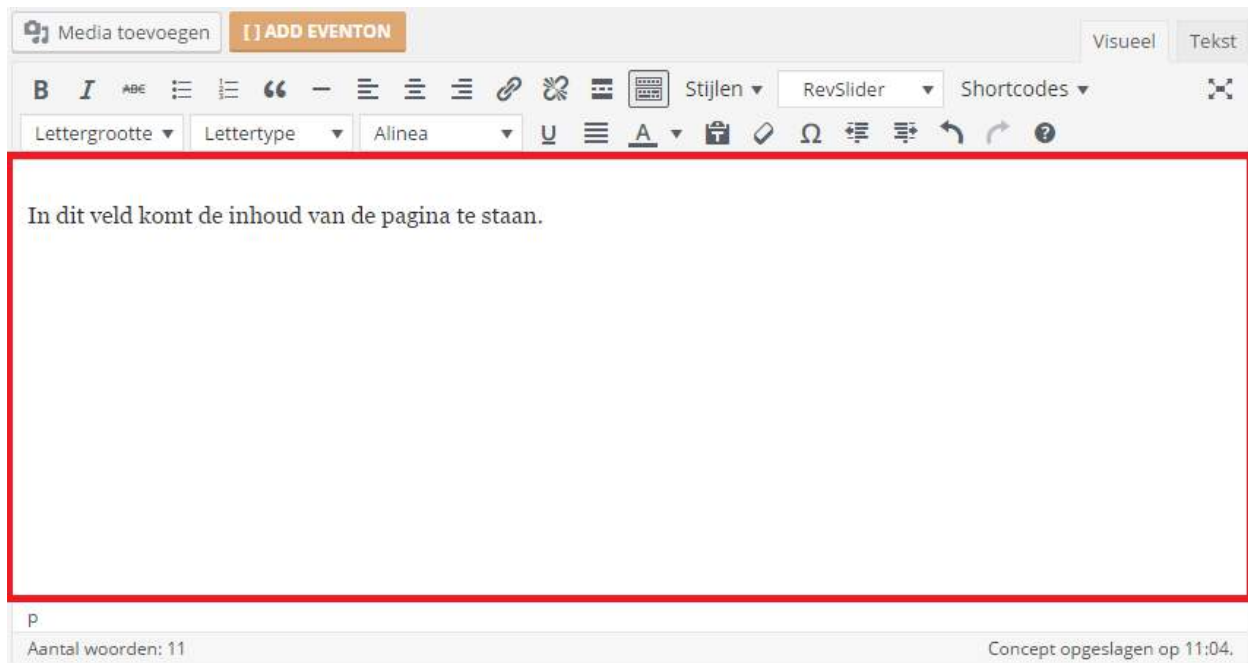 Media toevoegen [ ] ADD EVENTON
Visueel Tekst
B I ABE Stijlen RevSlider Shortcodes
Lettergrootte Lettertype Alinea U A T Ω ?
In dit veld komt de inhoud van de pagina te staan.
p
Aantal woorden: 11 Concept opgeslagen op 11:04.